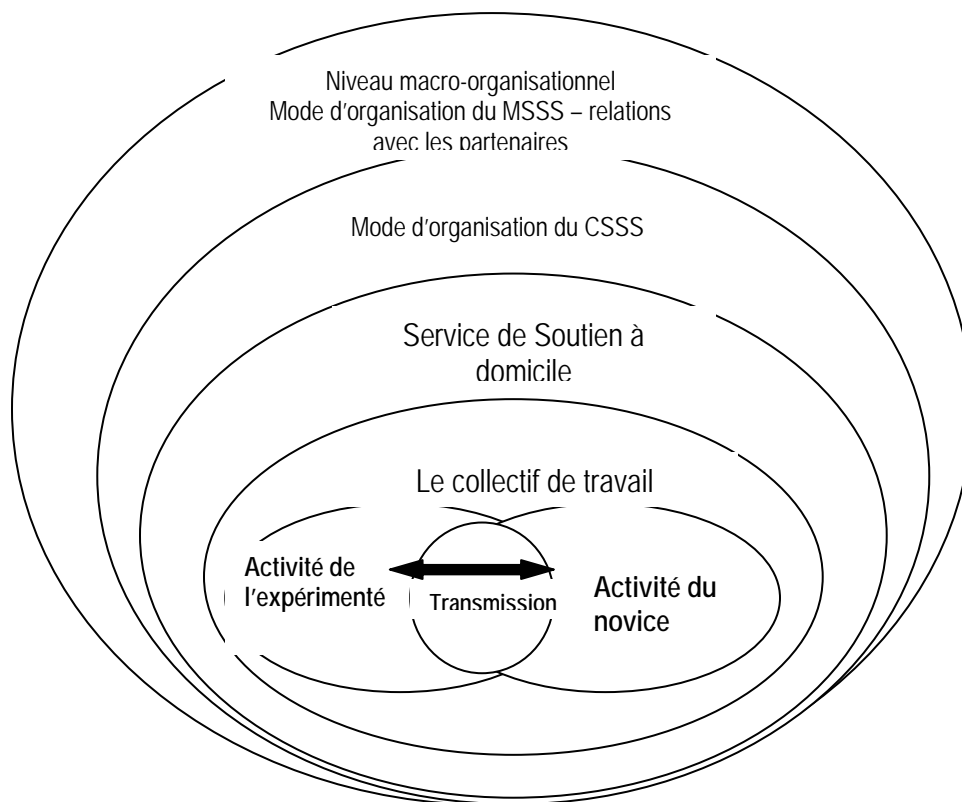 Niveau macro-organisationnel
Mode d'organisation du MSSS – relations
avec les partenaires
Mode d'organisation du CSSS
Service de Soutien à
domicile
Le collectif de travail
Activité de
l'expérimenté
Transmission
Activité du
novice